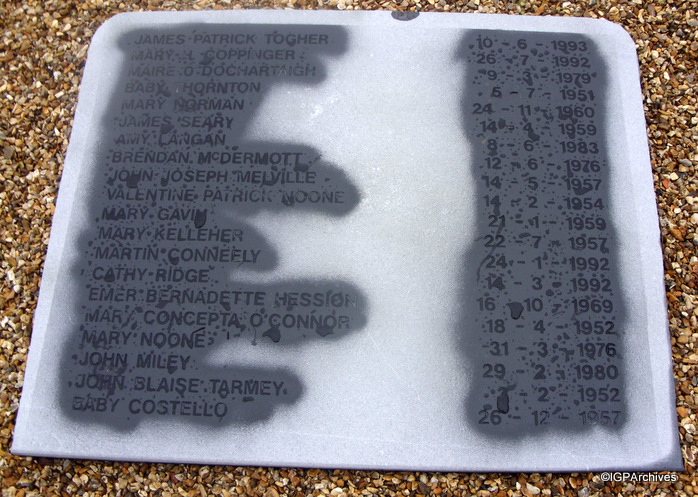 JAMES PATRICK TOGHER 10 - 6 - 1993
MARY H COPPINGER 26 - 7 - 1992
MAIRE O DOCHARTAIGH 9 - 3 - 1979
BABY THORNTON 5 - 7 - 1951
MARY NORMAN 24 - 11 - 1960
JAMES SEARY 14 - 4 - 1959
AMY LANGAN 8 - 6 - 1983
BRENDAN McDERMOTT 12 - 6 - 1976
JOHN JOSEPH MELVILLE 14 - 5 - 1957
VALENTINE PATRICK NOONE 14 - 2 - 1954
MARY GAVIN 21 - 1 - 1959
MARY KELLEHER 22 - 7 - 1957
MARTIN CONNEELY 24 - 1 - 1992
CATHY RIDGE 14 - 3 - 1992
EMER BERNADETTE HESSION 16 - 10 - 1969
MARY CONCEPTA O'CONNOR 18 - 4 - 1952
MARY NOONE 31 - 3 - 1976
JOHN MILEY 29 - 2 - 1980
JOHN BLAISE TARMEY - 2 - 1952
BABY COSTELLO 26 - 12 - 1957
©IGPArchives